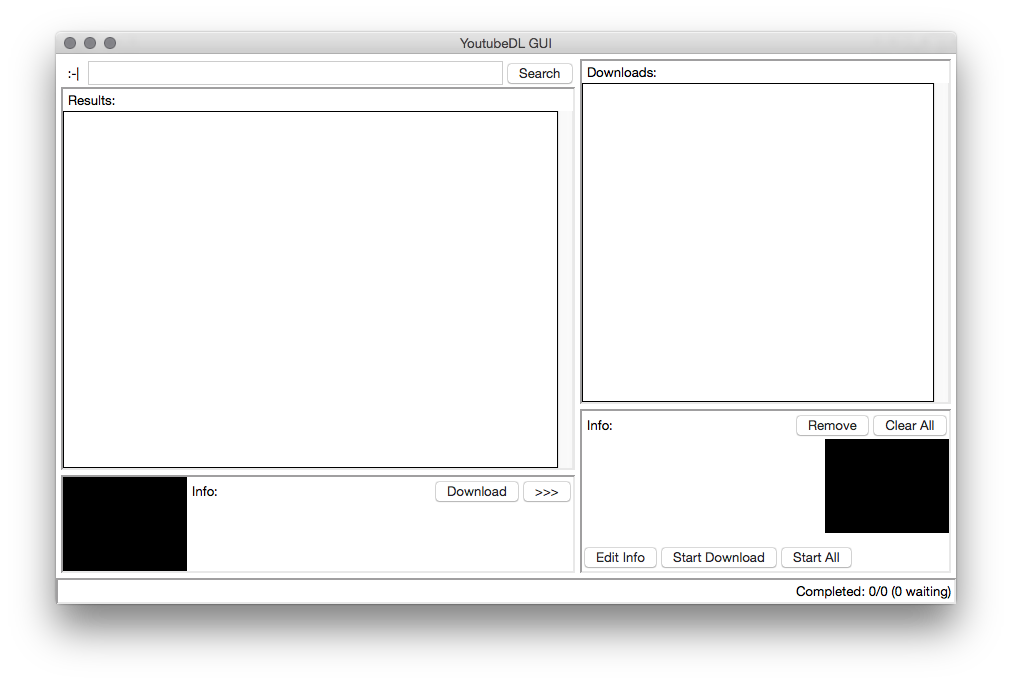 YoutubeDL GUI
:-|
Search
Results:
Info:
Download
>>>
Downloads:
Info:
Remove
Clear All
Edit Info
Start Download
Start All
Completed: 0/0 (0 waiting)